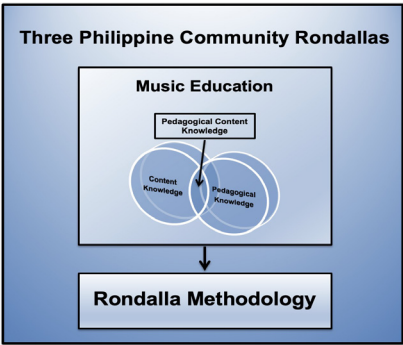 Three Philippine Community Rondallas
Music Education
Pedagogical Content
Knowledge
Content
Knowledge
Pedagogical
Knowledge
Rondalla Methodology